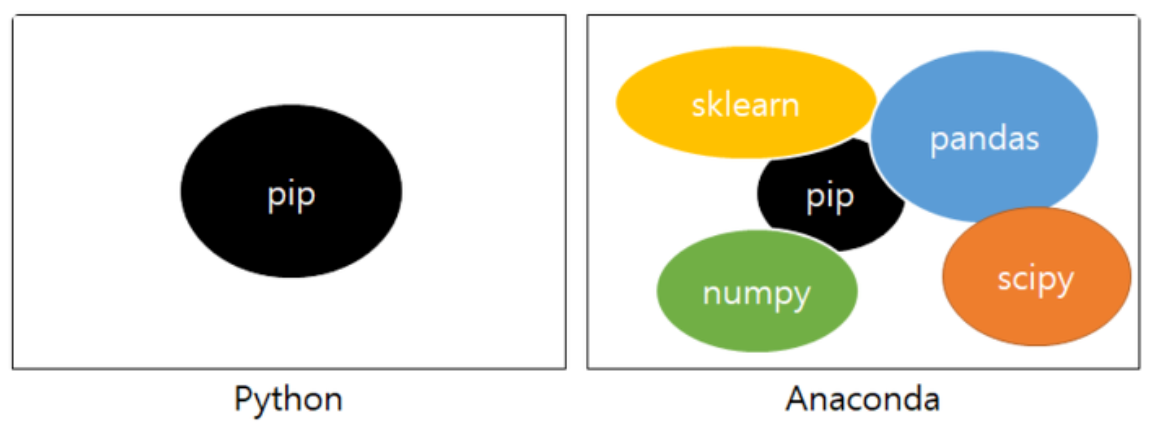 pip
Python
sklearn
pandas
pip
numpy
scipy
Anaconda